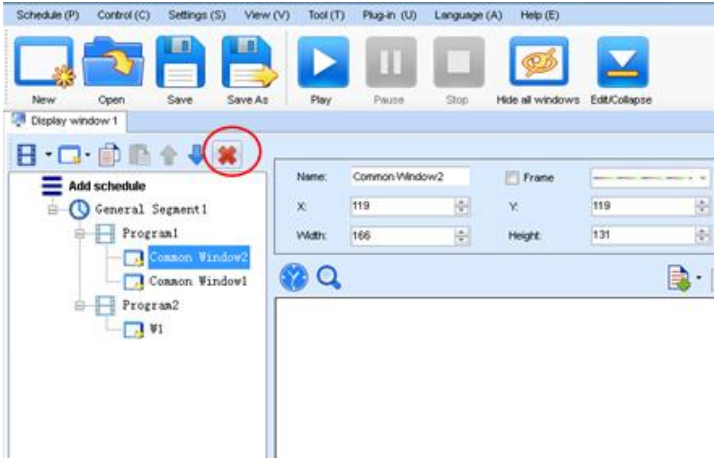 Schedule (P) Control (C) Settings (S) View (V) Tool (T) Plug-in (U) Language (A) Help (E)
New Open Save Save As Play Pause Stop Hide all windows Edit/Collapse
Display window 1
Add schedule
General Segment1
Program1
Common Window2
Common Window1
Program2
W1
Name: Common Window2 Frame
X: 119 Y: 119
Width: 166 Height: 131